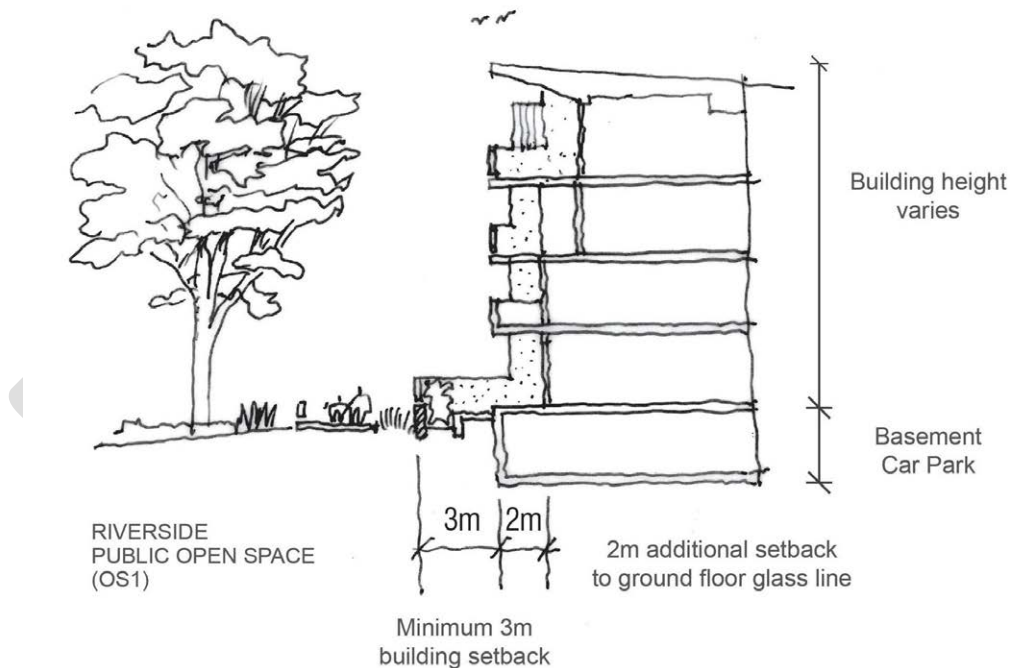 Building height
varies
Basement
Car Park
3m
2m
RIVERSIDE
PUBLIC OPEN SPACE
(OS1)
2m additional setback
to ground floor glass line
Minimum 3m
building setback